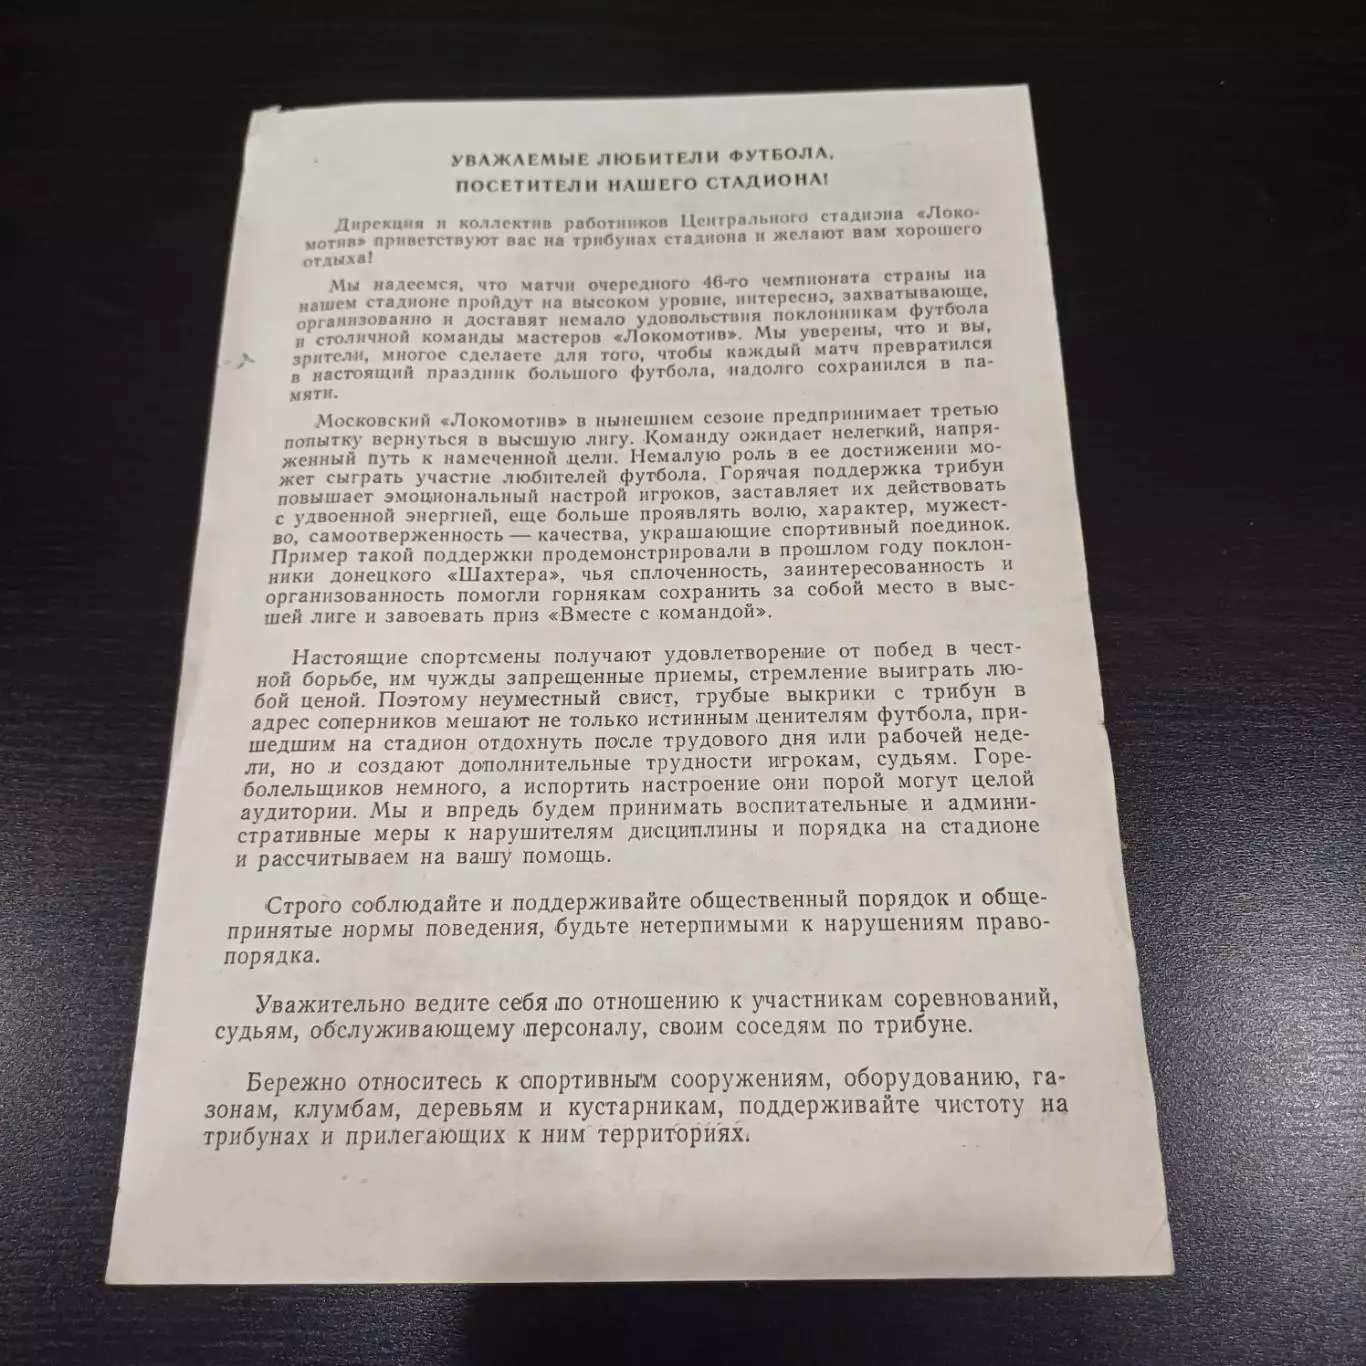 УВАЖАЕМЫЕ ЛЮБИТЕЛИ ФУТБОЛА,
ПОСЕТИТЕЛИ НАШЕГО СТАДИОНА!
Дирекция и коллектив работников Центрального стадиона «Локо-
мотив» приветствуют вас на трибунах стадиона и желают вам хорошего
отдыха!
Мы надеемся, что матчи очередного 46-го чемпионата страны на
нашем стадионе пройдут на высоком уровне, интересно, захватывающе,
организованно и доставят немало удовольствия поклонникам футбола
и столичной команды мастеров «Локомотив». Мы уверены, что и вы,
зрители, многое сделаете для того, чтобы каждый матч превратился
в настоящий праздник большого футбола, надолго сохранился в па-
мяти.
Московский «Локомотив» в нынешнем сезоне предпринимает третью
попытку вернуться в высшую лигу. Команду ожидает нелегкий, напря-
женный путь к намеченной цели. Немалую роль в ее достижении мо-
жет сыграть участие любителей футбола. Горячая поддержка трибун
повышает эмоциональный настрой игроков, заставляет их действовать
с удвоенной энергией, еще больше проявлять волю, характер, мужест-
во, самоотверженность — качества, украшающие спортивный поединок.
Пример такой поддержки продемонстрировали в прошлом году поклон-
ники донецкого «Шахтера», чья сплоченность, заинтересованность и
организованность помогли горнякам сохранить за собой место в выс-
шей лиге и завоевать приз «Вместе с командой».
Настоящие спортсмены получают удовлетворение от побед в чест-
ной борьбе, им чужды запрещенные приемы, стремление выиграть лю-
бой ценой. Поэтому неуместный свист, грубые выкрики с трибун в
адрес соперников мешают не только истинным ценителям футбола, при-
шедшим на стадион отдохнуть после трудового дня или рабочей неде-
ли, но и создают дополнительные трудности игрокам, судьям. Горе-
болельщиков немного, а испортить настроение они порой могут целой
аудитории. Мы и впредь будем принимать воспитательные и админи-
стративные меры к нарушителям дисциплины и порядка на стадионе
и рассчитываем на вашу помощь.
Строго соблюдайте и поддерживайте общественный порядок и обще-
принятые нормы поведения, будьте нетерпимыми к нарушениям право-
порядка.
Уважительно ведите себя по отношению к участникам соревнований,
судьям, обслуживающему персоналу, своим соседям по трибуне.
Бережно относитесь к спортивным сооружениям, оборудованию, га-
зонам, клумбам, деревьям и кустарникам, поддерживайте чистоту на
трибунах и прилегающих к ним территориях.